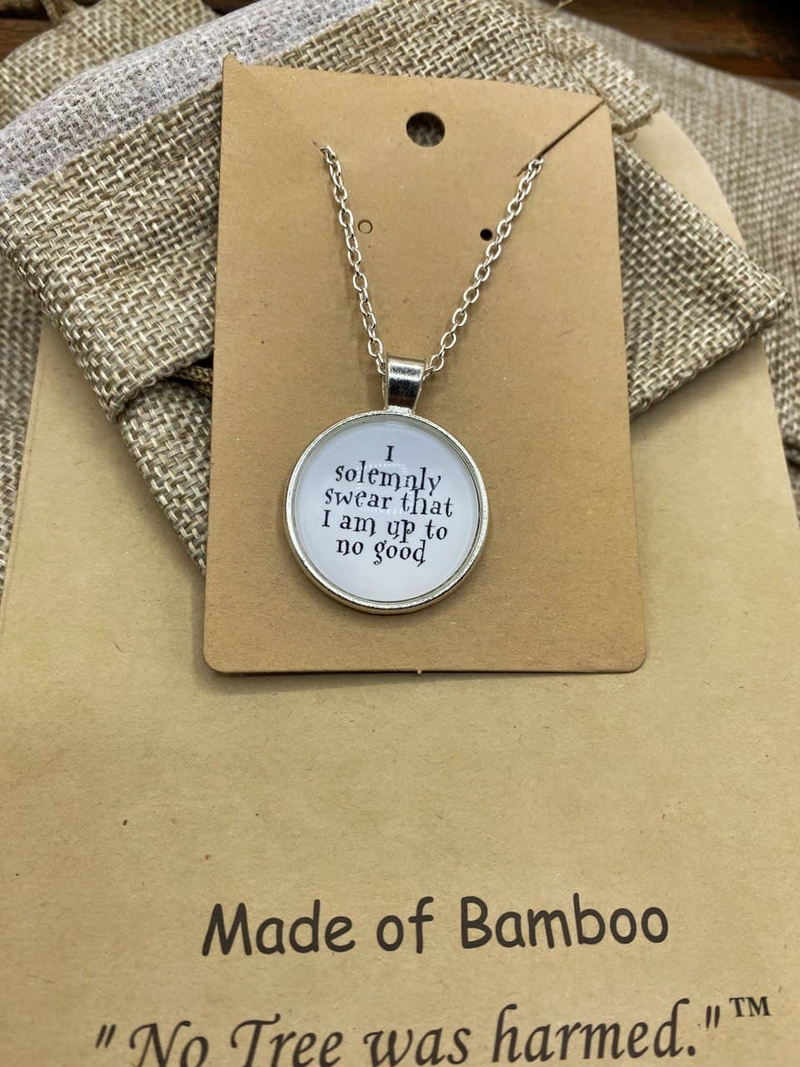 I
solemnly
swear that
I am up to
no good
Made of Bamboo
"No Tree was harmed."™